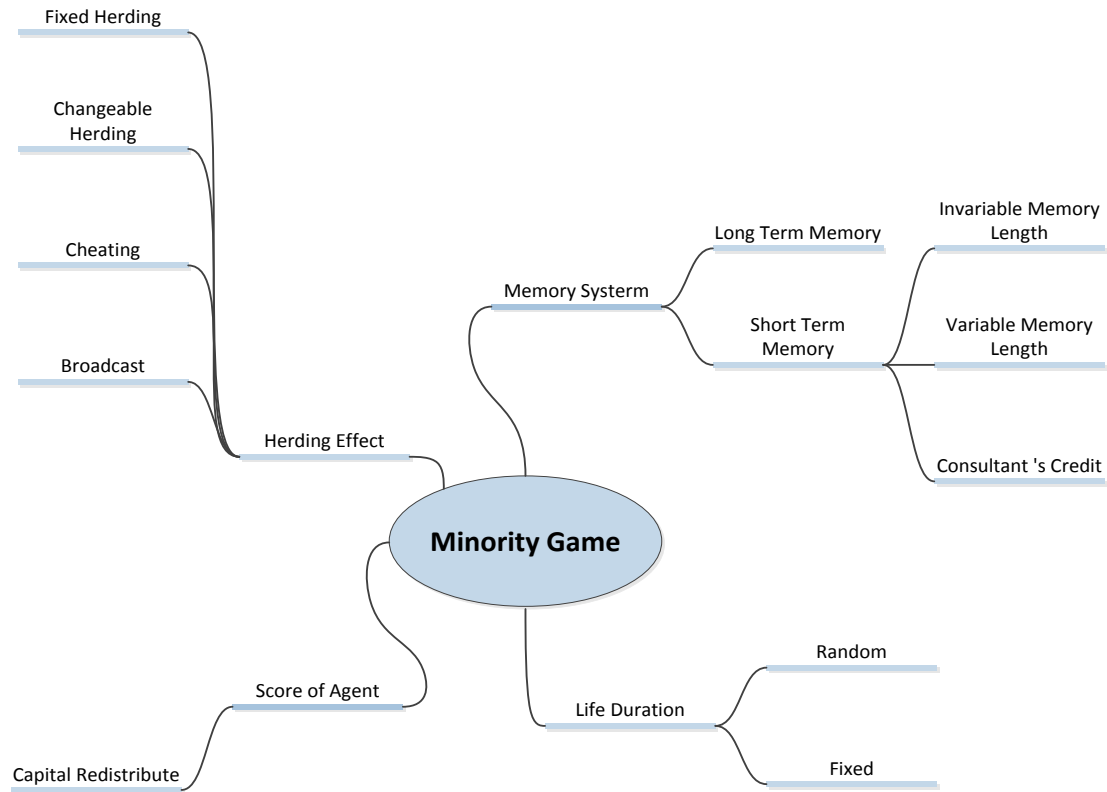 Fixed Herding
Changeable
Herding
Cheating
Broadcast
Herding Effect
Minority Game
Memory Systerm
Long Term Memory
Short Term
Memory
Invariable Memory
Length
Variable Memory
Length
Consultant 's Credit
Score of Agent
Capital Redistribute
Life Duration
Random
Fixed